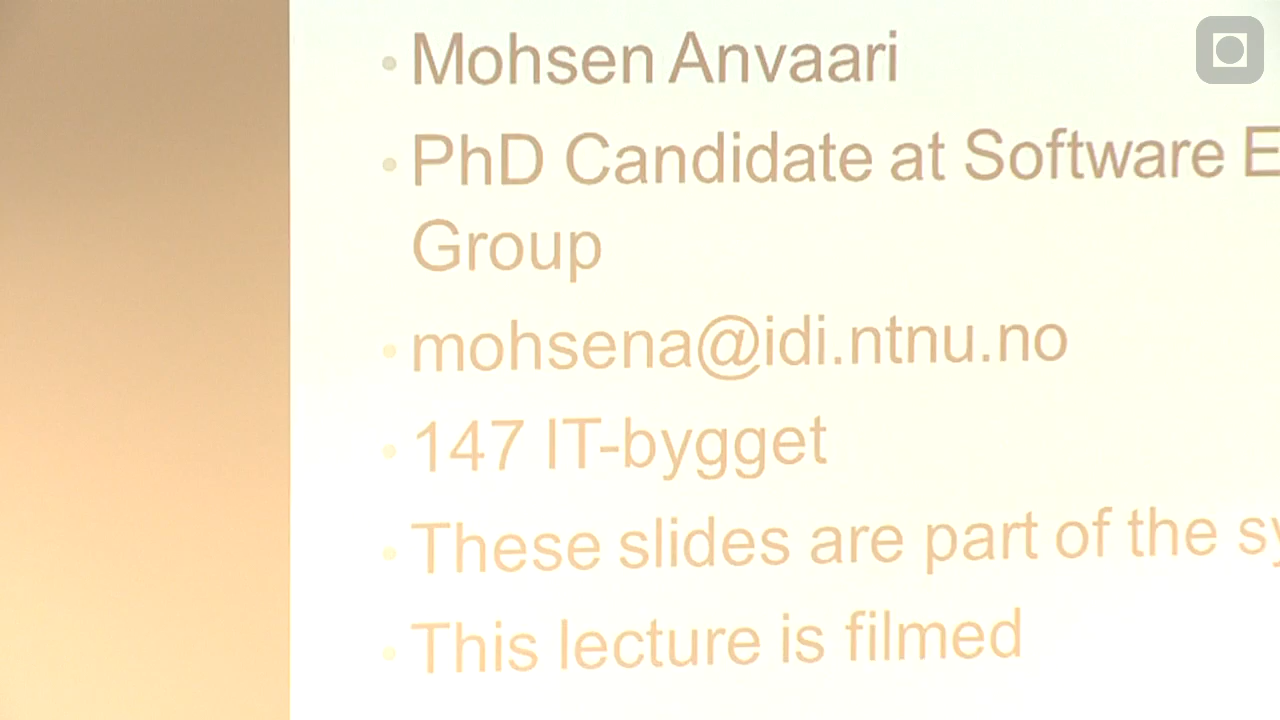 • Mohsen Anvaari
• PhD Candidate at Software
Group
• mohsena@idi.ntnu.no
• 147 IT-bygget
• These slides are part of the
• This lecture is filmed